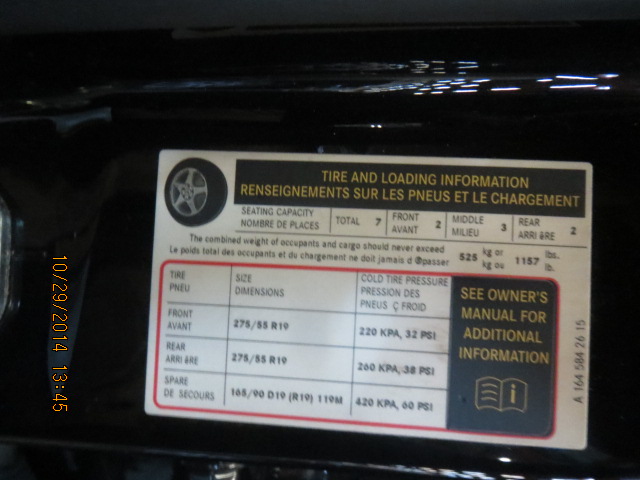 TIRE AND LOADING INFORMATION
RENSEIGNEMENTS SUR LES PNEUS ET LE CHARGEMENT
SEATING CAPACITY
NOMBRE DE PLACES
TOTAL 7
FRONT
AVANT 2
MIDDLE
MILIEU 3
REAR
ARRI èRE 2
The combined weight of occupants and cargo should never exceed
Le poids total des occupants et du chargement ne doit jamais d @passer
525 kg or
kg ou
1157 lbs.
lb.
TIRE
PNEU
SIZE
DIMENSIONS
COLD TIRE PRESSURE
PRESSION DES
PNEUS Ç FROID
FRONT
AVANT
275/55 R19
220 KPA, 32 PSI
REAR
ARRI èRE
275/55 R19
260 KPA, 38 PSI
SPARE
DE SECOURS
165/90 D19 (R19) 119M
420 KPA, 60 PSI
SEE OWNER'S
MANUAL FOR
ADDITIONAL
INFORMATION
i
A 164 584 26 15
10/29/2014 13:45